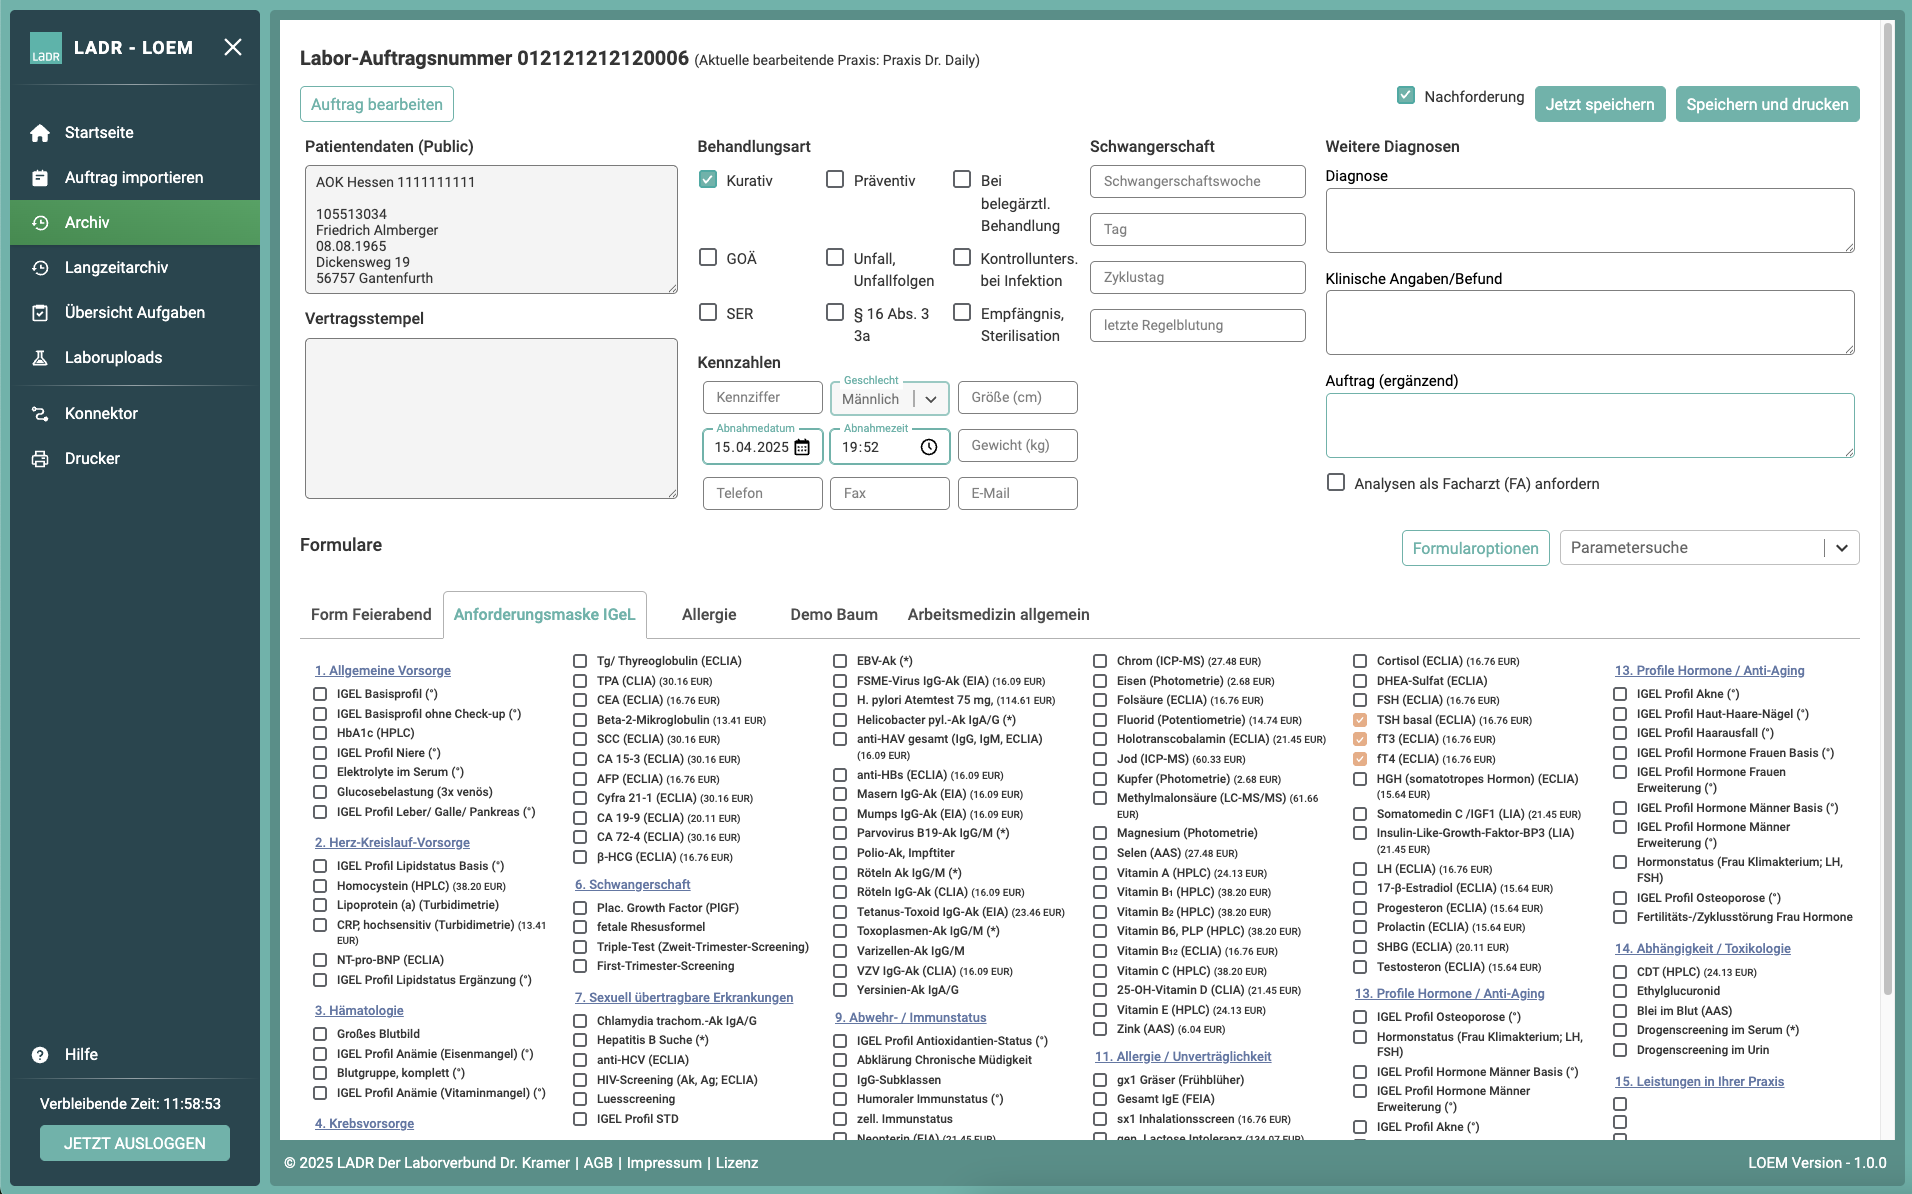 LADR
LADR - LOEM
Startseite
Auftrag importieren
Archiv
Langzeitarchiv
Übersicht Aufgaben
Laboruploads
Konnektor
Drucker
Hilfe
Verbleibende Zeit: 11:58:53
JETZT AUSLOGGEN
Labor-Auftragsnummer 012121212120006 (Aktuelle bearbeitende Praxis: Praxis Dr. Daily)
Auftrag bearbeiten
Nachforderung
Jetzt speichern
Speichern und drucken
Patientendaten (Public)
AOK Hessen 1111111111
105513034
Friedrich Almberger
08.08.1965
Dickensweg 19
56757 Gantenfurth
Vertragsstempel
Behandlungsart
Kurativ
Präventiv
Bei
belegärztl.
Behandlung
GOÄ
Unfall,
Unfallfolgen
Kontrollunters.
bei Infektion
SER
§ 16 Abs. 3
3a
Empfängnis,
Sterilisation
Kennzahlen
Kennziffer
Geschlecht
Männlich
Größe (cm)
Abnahmedatum
15.04.2025
Abnahmezeit
19:52
Gewicht (kg)
Telefon
Fax
E-Mail
Schwangerschaft
Schwangerschaftswoche
Tag
Zyklustag
letzte Regelblutung
Weitere Diagnosen
Diagnose
Klinische Angaben/Befund
Auftrag (ergänzend)
Analysen als Facharzt (FA) anfordern
Formulare
Formularoptionen
Parametersuche
Form Feierabend
Anforderungsmaske IGeL
Allergie
Demo Baum
Arbeitsmedizin allgemein
1. Allgemeine Vorsorge
IGEL Basisprofil (°)
IGEL Basisprofil ohne Check-up (°)
HbA1c (HPLC)
IGEL Profil Niere (°)
Elektrolyte im Serum (°)
Glucosebelastung (3x venös)
IGEL Profil Leber/ Galle/ Pankreas (°)
2. Herz-Kreislauf-Vorsorge
IGEL Profil Lipidstatus Basis (°)
Homocystein (HPLC) (38.20 EUR)
Lipoprotein (a) (Turbidimetrie)
CRP, hochsensitiv (Turbidimetrie) (13.41
EUR)
NT-pro-BNP (ECLIA)
IGEL Profil Lipidstatus Ergänzung (°)
3. Hämatologie
Großes Blutbild
IGEL Profil Anämie (Eisenmangel) (°)
Blutgruppe, komplett (°)
IGEL Profil Anämie (Vitaminmangel) (°)
4. Krebsvorsorge
Tg/ Thyreoglobulin (ECLIA)
TPA (CLIA) (30.16 EUR)
CEA (ECLIA) (16.76 EUR)
Beta-2-Mikroglobulin (13.41 EUR)
SCC (ECLIA) (30.16 EUR)
CA 15-3 (ECLIA) (30.16 EUR)
AFP (ECLIA) (16.76 EUR)
Cyfra 21-1 (ECLIA) (30.16 EUR)
CA 19-9 (ECLIA) (20.11 EUR)
CA 72-4 (ECLIA) (30.16 EUR)
β-HCG (ECLIA) (16.76 EUR)
6. Schwangerschaft
Plac. Growth Factor (PlGF)
fetale Rhesusformel
Triple-Test (Zweit-Trimester-Screening)
First-Trimester-Screening
7. Sexuell übertragbare Erkrankungen
Chlamydia trachom.-Ak IgA/G
Hepatitis B Suche (*)
anti-HCV (ECLIA)
HIV-Screening (Ak, Ag; ECLIA)
Luesscreening
IGEL Profil STD
EBV-Ak (*)
FSME-Virus IgG-Ak (EIA) (16.09 EUR)
H. pylori Atemtest 75 mg, (114.61 EUR)
Helicobacter pyl.-Ak IgA/G (*)
anti-HAV gesamt (IgG, IgM, ECLIA)
(16.09 EUR)
anti-HBs (ECLIA) (16.09 EUR)
Masern IgG-Ak (EIA) (16.09 EUR)
Mumps IgG-Ak (EIA) (16.09 EUR)
Parvovirus B19-Ak IgG/M (*)
Polio-Ak, Impftiter
Röteln Ak IgG/M (*)
Röteln IgG-Ak (CLIA) (16.09 EUR)
Tetanus-Toxoid IgG-Ak (EIA) (23.46 EUR)
Toxoplasmen-Ak IgG/M (*)
Varizellen-Ak IgG/M
VZV IgG-Ak (CLIA) (16.09 EUR)
Yersinien-Ak IgA/G
9. Abwehr- / Immunstatus
IGEL Profil Antioxidantien-Status (°)
Abklärung Chronische Müdigkeit
IgG-Subklassen
Humoraler Immunstatus (°)
zell. Immunstatus
Neopterin (EIA) (21.45 EUR)
Chrom (ICP-MS) (27.48 EUR)
Eisen (Photometrie) (2.68 EUR)
Folsäure (ECLIA) (16.76 EUR)
Fluorid (Potentiometrie) (14.74 EUR)
Holotranscobalamin (ECLIA) (21.45 EUR)
Jod (ICP-MS) (60.33 EUR)
Kupfer (Photometrie) (2.68 EUR)
Methylmalonsäure (LC-MS/MS) (61.66
EUR)
Magnesium (Photometrie)
Selen (AAS) (27.48 EUR)
Vitamin A (HPLC) (24.13 EUR)
Vitamin B₁ (HPLC) (38.20 EUR)
Vitamin B₂ (HPLC) (38.20 EUR)
Vitamin B6, PLP (HPLC) (38.20 EUR)
Vitamin B₁₂ (ECLIA) (16.76 EUR)
Vitamin C (HPLC) (38.20 EUR)
25-OH-Vitamin D (CLIA) (21.45 EUR)
Vitamin E (HPLC) (24.13 EUR)
Zink (AAS) (6.04 EUR)
11. Allergie / Unverträglichkeit
gx1 Gräser (Frühblüher)
Gesamt IgE (FEIA)
sx1 Inhalationsscreen (16.76 EUR)
gen. Lactose Intoleranz (134.07 EUR)
Cortisol (ECLIA) (16.76 EUR)
DHEA-Sulfat (ECLIA)
FSH (ECLIA) (16.76 EUR)
TSH basal (ECLIA) (16.76 EUR)
fT3 (ECLIA) (16.76 EUR)
fT4 (ECLIA) (16.76 EUR)
HGH (somatotropes Hormon) (ECLIA)
(15.64 EUR)
Somatomedin C /IGF1 (LIA) (21.45 EUR)
Insulin-Like-Growth-Faktor-BP3 (LIA)
(21.45 EUR)
LH (ECLIA) (16.76 EUR)
17-β-Estradiol (ECLIA) (15.64 EUR)
Progesteron (ECLIA) (15.64 EUR)
Prolactin (ECLIA) (15.64 EUR)
SHBG (ECLIA) (20.11 EUR)
Testosteron (ECLIA) (15.64 EUR)
13. Profile Hormone / Anti-Aging
IGEL Profil Osteoporose (°)
Hormonstatus (Frau Klimakterium; LH,
FSH)
IGEL Profil Hormone Männer Basis (°)
IGEL Profil Hormone Männer
Erweiterung (°)
IGEL Profil Akne (°)
13. Profile Hormone / Anti-Aging
IGEL Profil Akne (°)
IGEL Profil Haut-Haare-Nägel (°)
IGEL Profil Haarausfall (°)
IGEL Profil Hormone Frauen Basis (°)
IGEL Profil Hormone Frauen
Erweiterung (°)
IGEL Profil Hormone Männer Basis (°)
IGEL Profil Hormone Männer
Erweiterung (°)
Hormonstatus (Frau Klimakterium; LH,
FSH)
IGEL Profil Osteoporose (°)
Fertilitäts-/Zyklusstörung Frau Hormone
14. Abhängigkeit / Toxikologie
CDT (HPLC) (24.13 EUR)
Ethylglucuronid
Blei im Blut (AAS)
Drogenscreening im Serum (*)
Drogenscreening im Urin
15. Leistungen in Ihrer Praxis
© 2025 LADR Der Laborverbund Dr. Kramer | AGB | Impressum | Lizenz
LOEM Version - 1.0.0